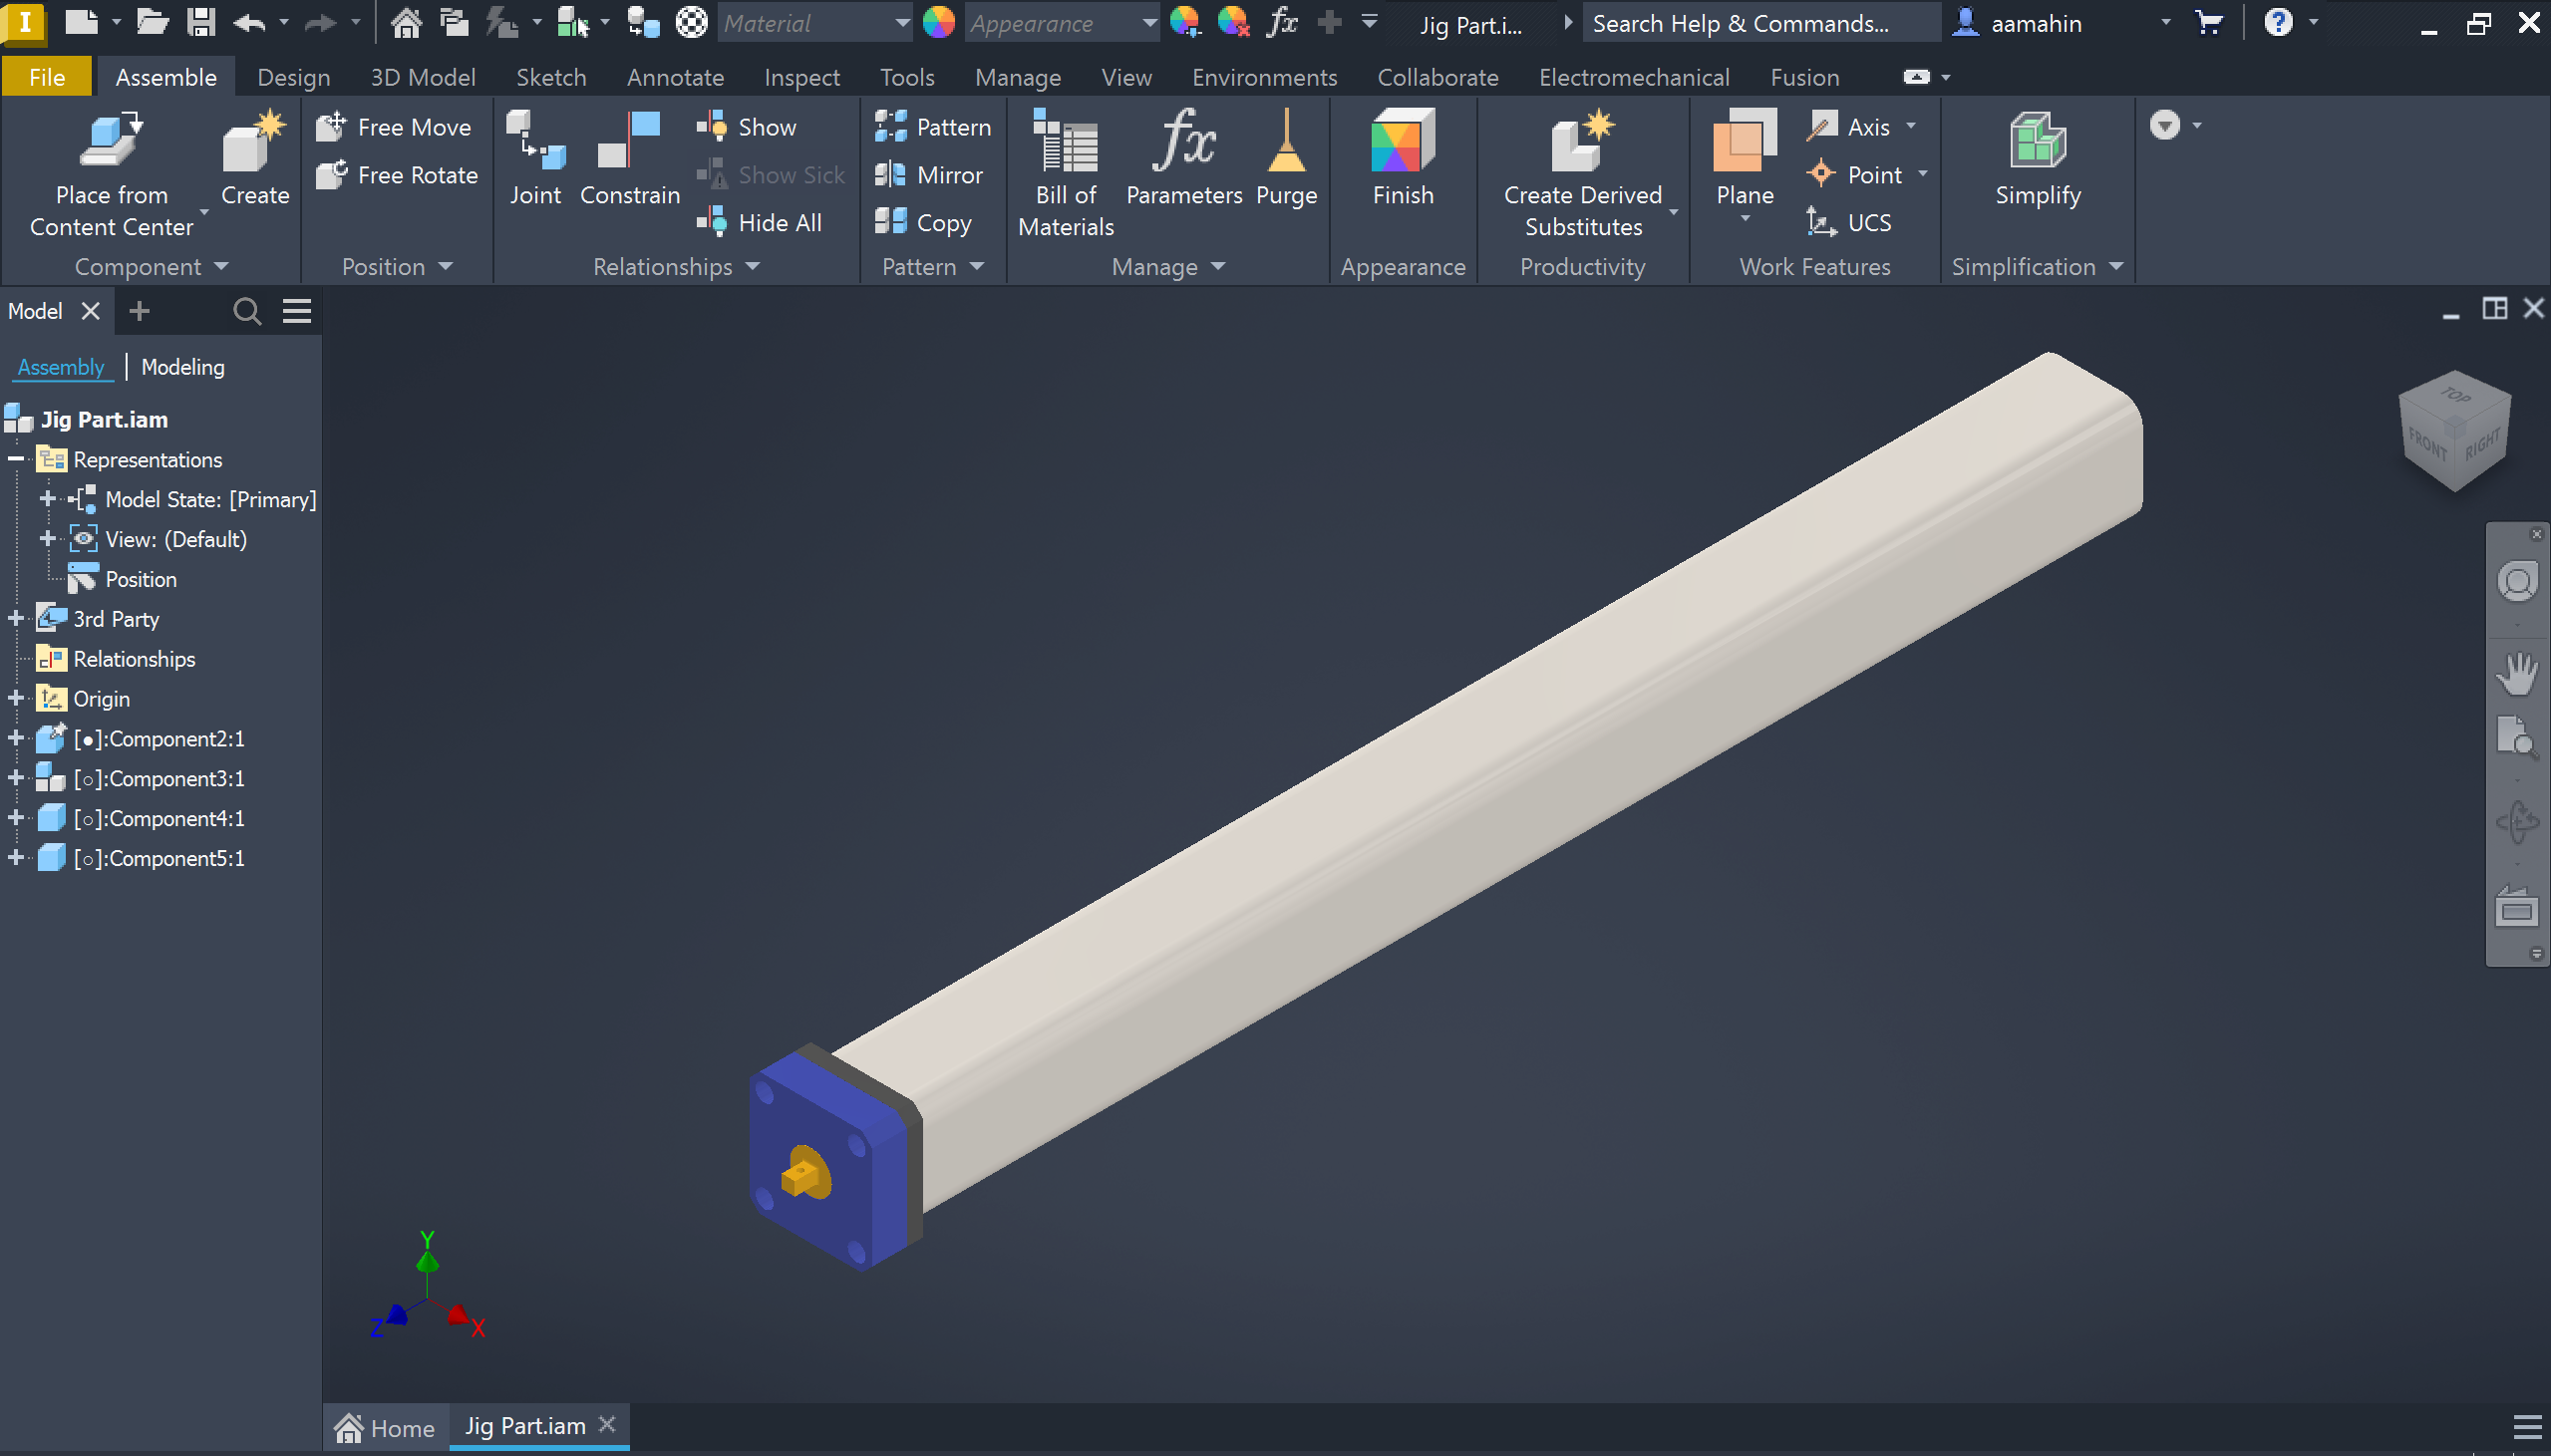 I Material Appearance fx Jig Part.i... Search Help & Commands... aamahin ?
File Assemble Design 3D Model Sketch Annotate Inspect Tools Manage View Environments Collaborate Electromechanical Fusion
Place from Content Center
Create
Component
Free Move
Free Rotate
Position
Joint
Constrain
Show
Show Sick
Hide All
Relationships
Pattern
Mirror
Copy
Pattern
Bill of Materials
fx
Parameters
Purge
Manage
Finish
Appearance
Create Derived Substitutes
Productivity
Plane
Axis
Point
UCS
Work Features
Simplify
Simplification
Model
Assembly | Modeling
Jig Part.iam
Representations
Model State: [Primary]
View: (Default)
Position
3rd Party
Relationships
Origin
[●]:Component2:1
[○]:Component3:1
[○]:Component4:1
[○]:Component5:1
TOP
FRONT
RIGHT
Y
Z
X
Home
Jig Part.iam